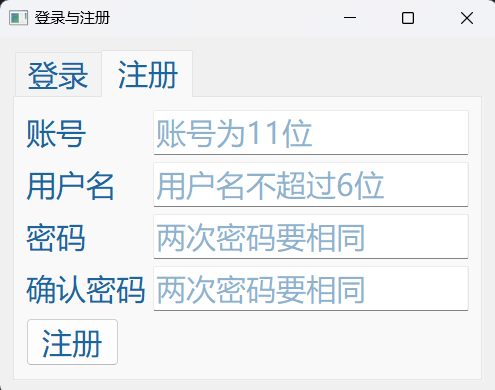 登录与注册
登录 注册
账号 账号为11位
用户名 用户名不超过6位
密码 两次密码要相同
确认密码 两次密码要相同
注册